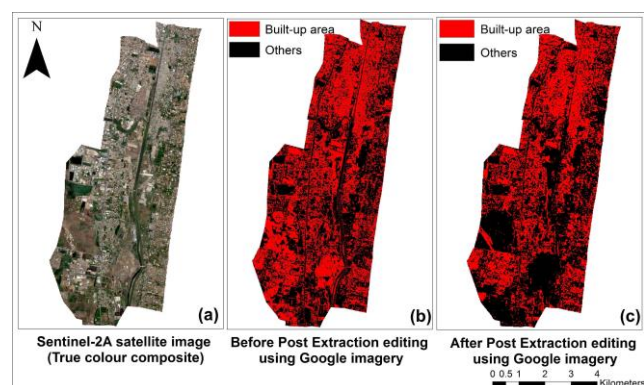 N
(a)
Sentinel-2A satellite image
(True colour composite)
Built-up area
Others
(b)
Before Post Extraction editing
using Google imagery
Built-up area
Others
(c)
After Post Extraction editing
using Google imagery
0 0.5 1 2 3 4
Kilometers